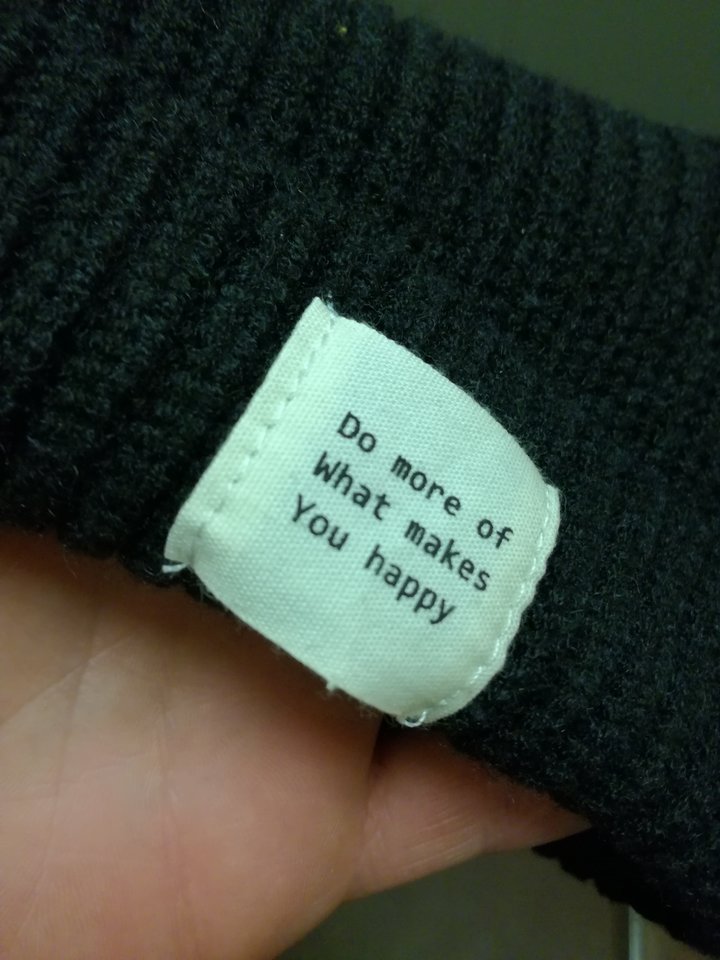 Do more of
What makes
You happy